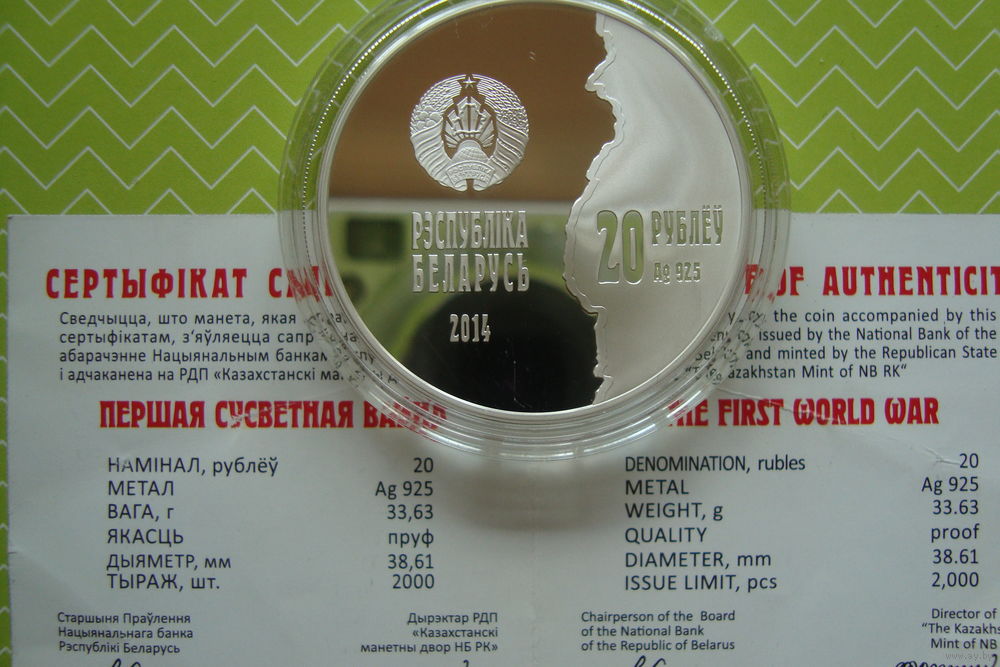 РЭСПУБЛІКА
БЕЛАРУСЬ
2014
20 РУБЛЁЎ
Ag 925
СЕРТЫФІКАТ
Сведчыцца, што манета, якая
сертыфікатам, з‘яўляецца
абарачэнне Нацыянальным банкам
і адчаканена на РДП «Казахстанскі
ПЕРШАЯ СУСВЕТНАЯ ВАЙНА
НАМІНАЛ, рублёў 20
МЕТАЛ Ag 925
ВАГА, г 33,63
ЯКАСЦЬ пруф
ДЫЯМЕТР, мм 38,61
ТЫРАЖ, шт. 2000
Старшыня Праўлення
Нацыянальнага банка
Рэспублікі Беларусь
Дырэктар РДП
«Казахстанскі
манетны двор НБ РК»
OF AUTHENTICIT
the coin accompanied by this
issued by the National Bank of the
and minted by the Republican State
Kazakhstan Mint of NB RK“
THE FIRST WORLD WAR
DENOMINATION, rubles 20
METAL Ag 925
WEIGHT, g 33.63
QUALITY proof
DIAMETER, mm 38.61
ISSUE LIMIT, pcs 2,000
Chairperson of the Board
of the National Bank
of the Republic of Belarus
Director of
“The Kazakhs
Mint of NB
www.ay.by